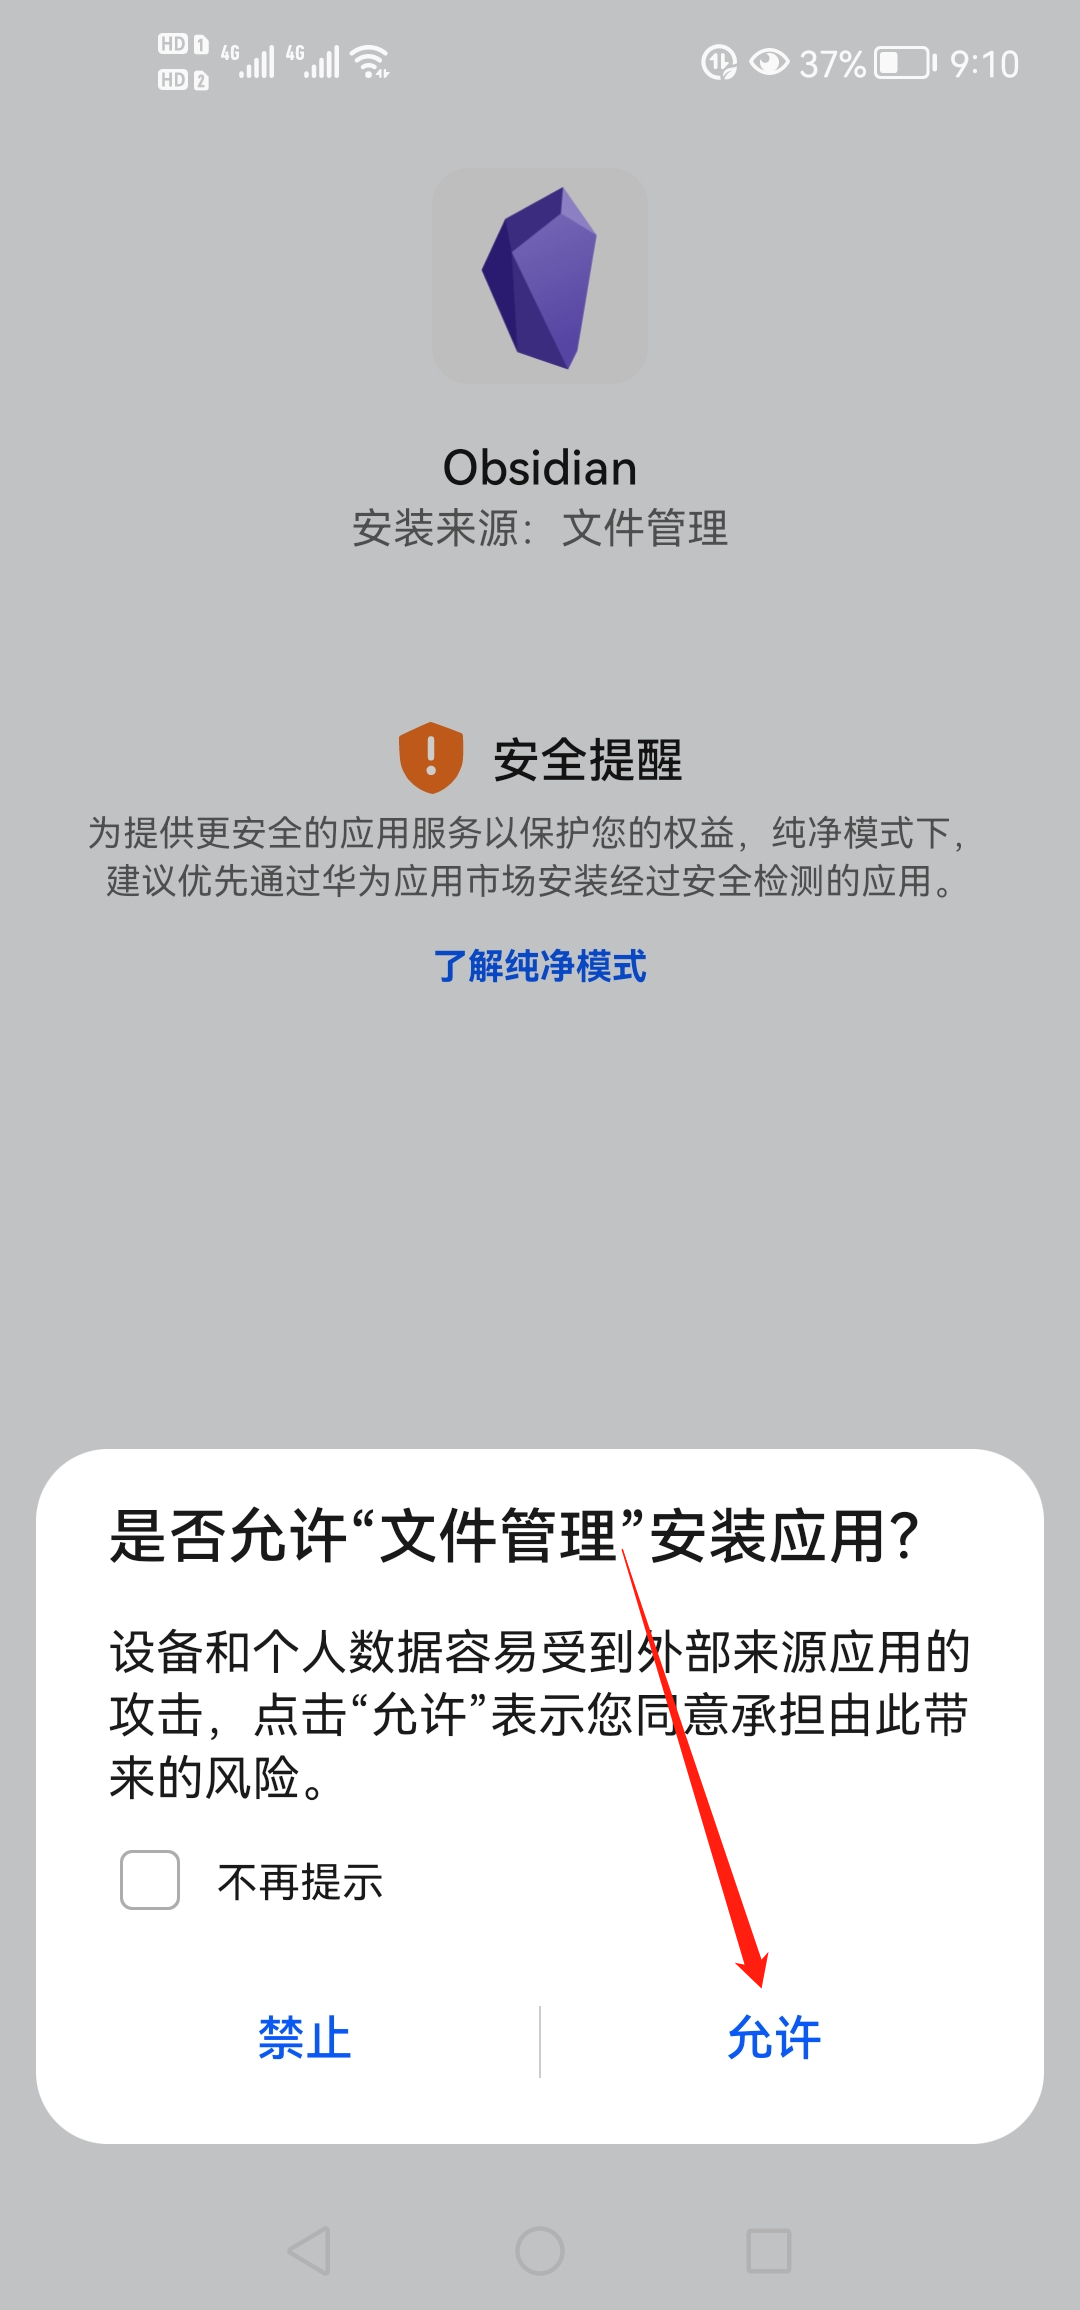 HD 1 4G 4G 37% 9:10
HD 2
Obsidian
安装来源：文件管理
安全提醒
为提供更安全的应用服务以保护您的权益，纯净模式下，
建议优先通过华为应用市场安装经过安全检测的应用。
了解纯净模式
是否允许“文件管理”安装应用？
设备和个人数据容易受到外部来源应用的
攻击，点击“允许”表示您同意承担由此带
来的风险。
不再提示
禁止 允许